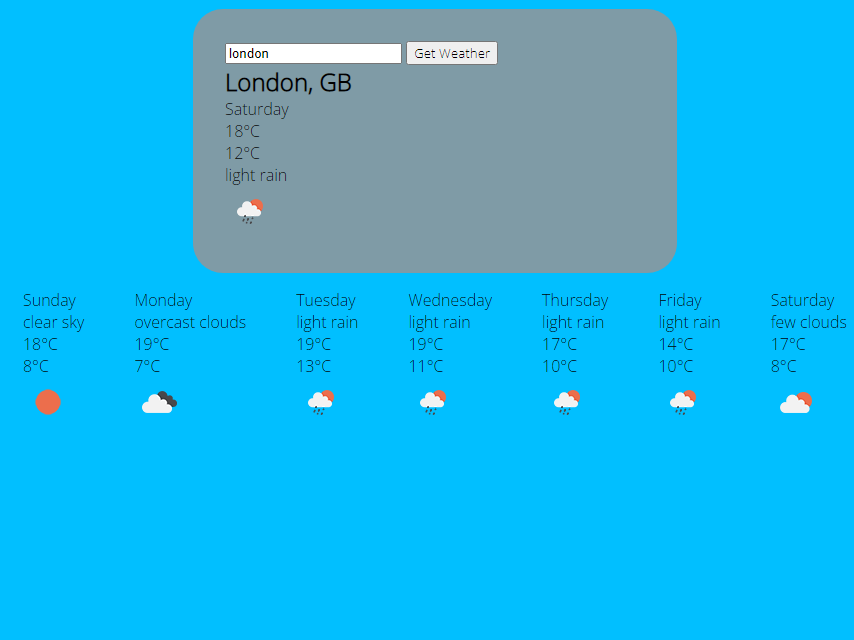 london Get Weather
London, GB
Saturday
18°C
12°C
light rain
Sunday Monday Tuesday Wednesday Thursday Friday Saturday
clear sky overcast clouds light rain light rain light rain light rain few clouds
18°C 19°C 19°C 19°C 17°C 14°C 17°C
8°C 7°C 13°C 11°C 10°C 10°C 8°C